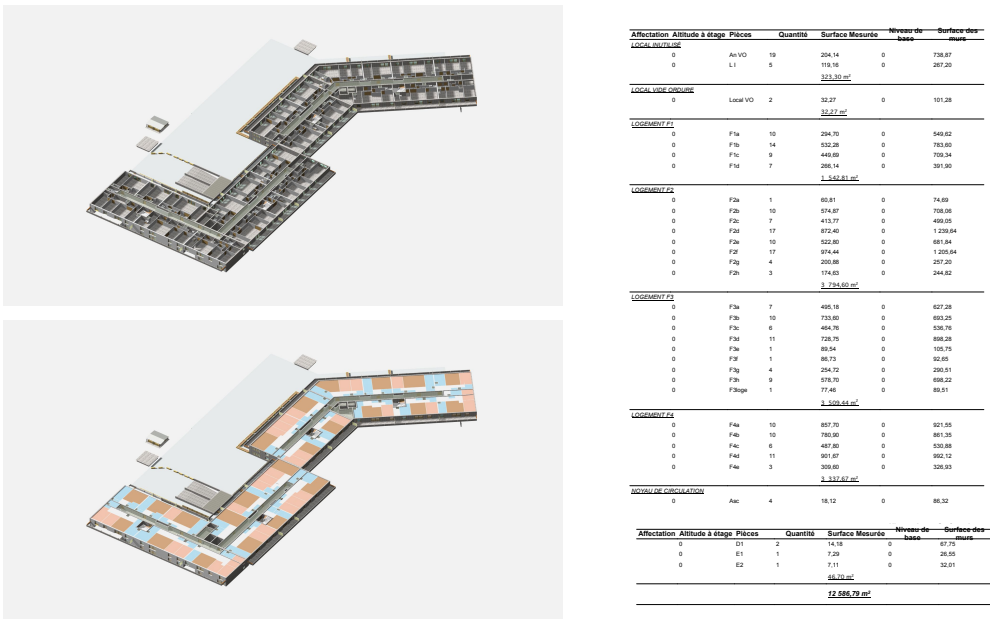 Affectation Altitude à étage Pièces Quantité Surface Mesurée Niveau de base Surface des murs
LOCAL INUTILISÉ
0 An VO 19 204,14 0 738,87
0 L I 5 119,16 0 267,20
323,30 m²
LOCAL VIDE ORDURE
0 Local VO 2 32,27 0 101,28
32,27 m²
LOGEMENT F1
0 F1a 10 294,70 0 549,62
0 F1b 14 532,28 0 783,60
0 F1c 9 449,69 0 709,34
0 F1d 7 266,14 0 391,90
1 542,81 m²
LOGEMENT F2
0 F2a 1 60,81 0 74,69
0 F2b 10 574,87 0 708,06
0 F2c 7 413,77 0 499,05
0 F2d 17 872,40 0 1 239,64
0 F2e 10 522,80 0 681,84
0 F2f 17 974,44 0 1 205,64
0 F2g 4 200,88 0 257,20
0 F2h 3 174,63 0 244,82
3 794,60 m²
LOGEMENT F3
0 F3a 7 495,18 0 627,28
0 F3b 10 733,60 0 693,25
0 F3c 6 464,76 0 536,76
0 F3d 11 728,75 0 898,28
0 F3e 1 89,54 0 105,75
0 F3f 1 86,73 0 92,65
0 F3g 4 254,72 0 290,51
0 F3h 9 578,70 0 698,22
0 F3loge 1 77,46 0 89,51
3 509,44 m²
LOGEMENT F4
0 F4a 10 857,70 0 921,55
0 F4b 10 780,90 0 861,35
0 F4c 6 487,80 0 530,88
0 F4d 11 901,67 0 992,12
0 F4e 3 309,60 0 326,93
3 337,67 m²
NOYAU DE CIRCULATION
0 Asc 4 18,12 0 86,32
Affectation Altitude à étage Pièces Quantité Surface Mesurée Niveau de base Surface des murs
0 D1 2 14,18 0 67,75
0 E1 1 7,29 0 26,55
0 E2 1 7,11 0 32,01
46,70 m²
12 586,79 m²